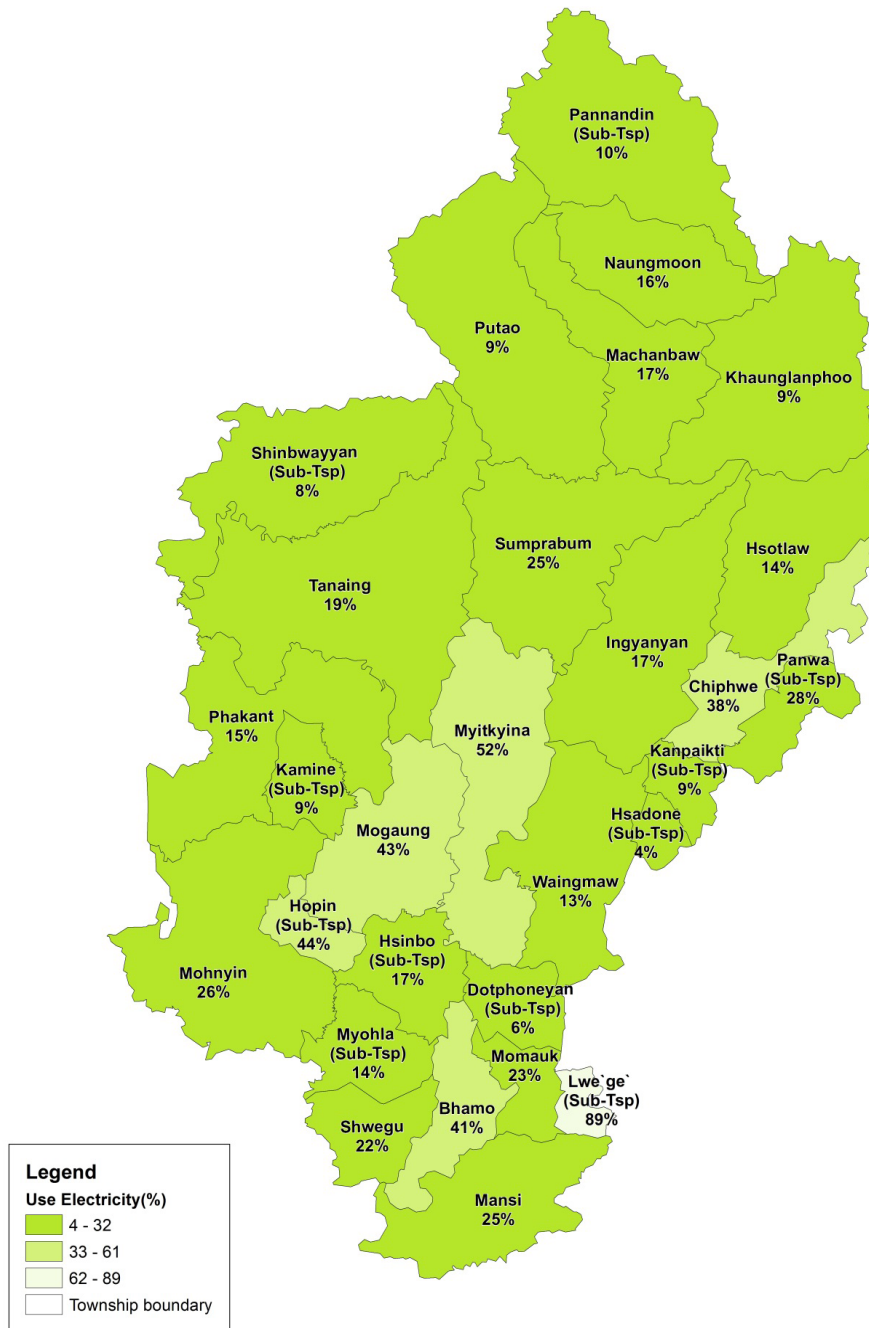 Pannandin
(Sub-Tsp)
10%
Naungmoon
16%
Putao
9%
Machanbaw
17%
Khaunglanphoo
9%
Shinbwayyan
(Sub-Tsp)
8%
Sumprabum
25%
Hsotlaw
14%
Tanaing
19%
Ingyanyan
17%
Panwa
(Sub-Tsp)
28%
Chiphwe
38%
Phakant
15%
Myitkyina
52%
Kanpaikti
(Sub-Tsp)
9%
Kamine
(Sub-Tsp)
9%
Hsadone
(Sub-Tsp)
4%
Mogaung
43%
Waingmaw
13%
Hopin
(Sub-Tsp)
44%
Hsinbo
(Sub-Tsp)
17%
Mohnyin
26%
Dotphoneyan
(Sub-Tsp)
6%
Myohla
(Sub-Tsp)
14%
Momauk
23%
Lwe`ge`
(Sub-Tsp)
89%
Bhamo
41%
Shwegu
22%
Mansi
25%
Legend
Use Electricity(%)
4 - 32
33 - 61
62 - 89
Township boundary